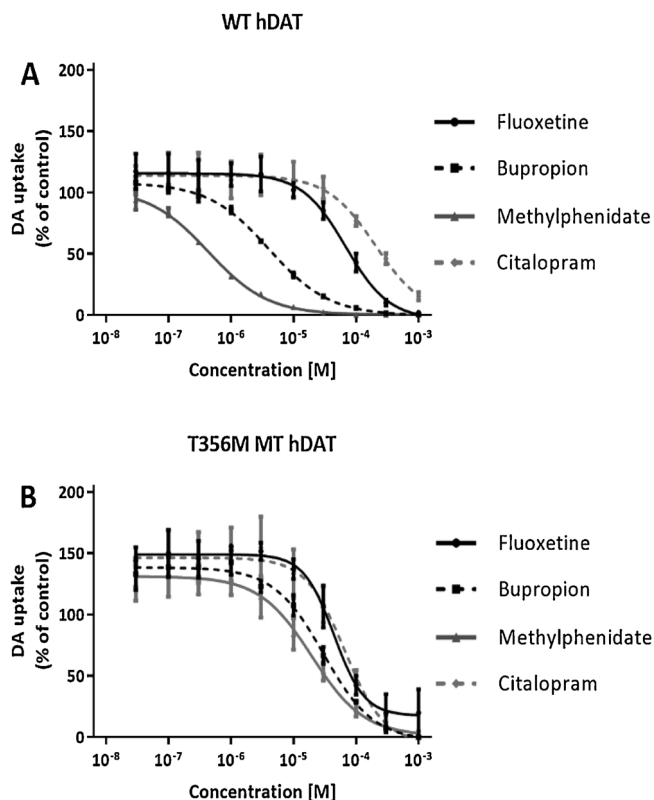 WT hDAT
A
200
150
100
50
0
DA uptake
(% of control)
10-8 10-7 10-6 10-5 10-4 10-3
Concentration [M]
Fluoxetine
Bupropion
Methylphenidate
Citalopram
T356M MT hDAT
B
200
150
100
50
0
DA uptake
(% of control)
10-8 10-7 10-6 10-5 10-4 10-3
Concentration [M]
Fluoxetine
Bupropion
Methylphenidate
Citalopram